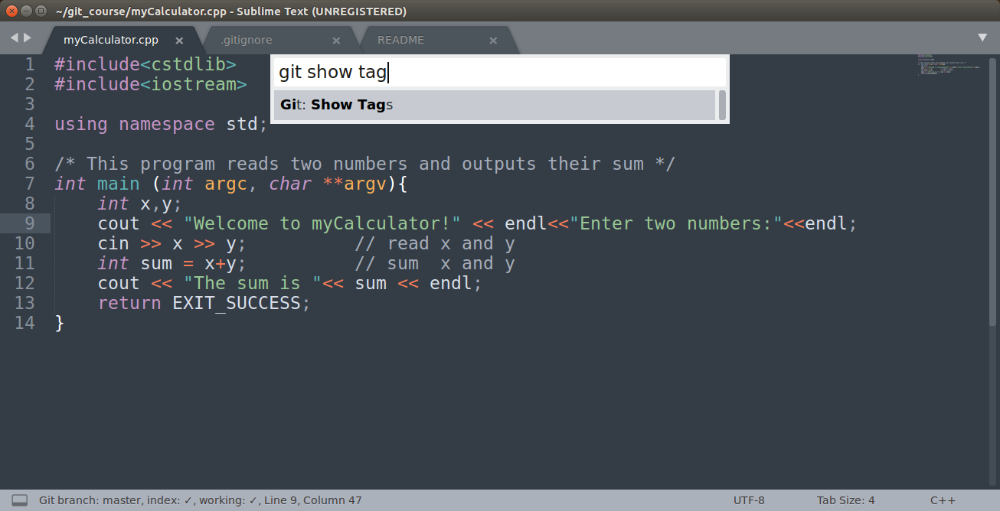 ~/git_course/myCalculator.cpp - Sublime Text (UNREGISTERED)
myCalculator.cpp × .gitignore × README ×
git show tag
Git: Show Tags
1 #include<cstdlib>
2 #include<iostream>
3
4 using namespace std;
5
6 /* This program reads two numbers and outputs their sum */
7 int main (int argc, char **argv){
8     int x,y;
9     cout << "Welcome to myCalculator!" << endl<<"Enter two numbers:"<<endl;
10     cin >> x >> y;          // read x and y
11     int sum = x+y;          // sum  x and y
12     cout << "The sum is "<< sum << endl;
13     return EXIT_SUCCESS;
14 }
Git branch: master, index: ✓, working: ✓, Line 9, Column 47 UTF-8 Tab Size: 4 C++